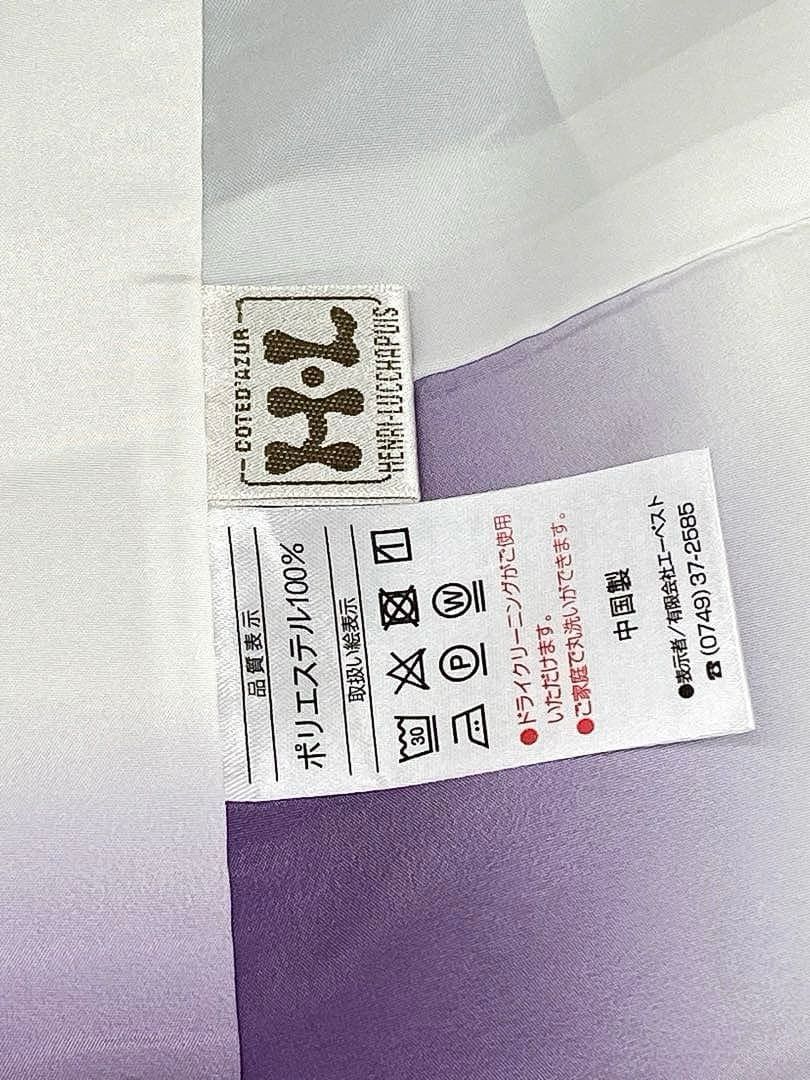 COTED'AZUR
H·L
HENRI-LUCCHAPUIS
品質表示
ポリエステル100%
取扱い絵表示
30
P W
●ドライクリーニングがご使用
いただけます。
●ご家庭で丸洗いができます。
中国製
●表示者/有限会社エーベスト
☎(0749)37-2585